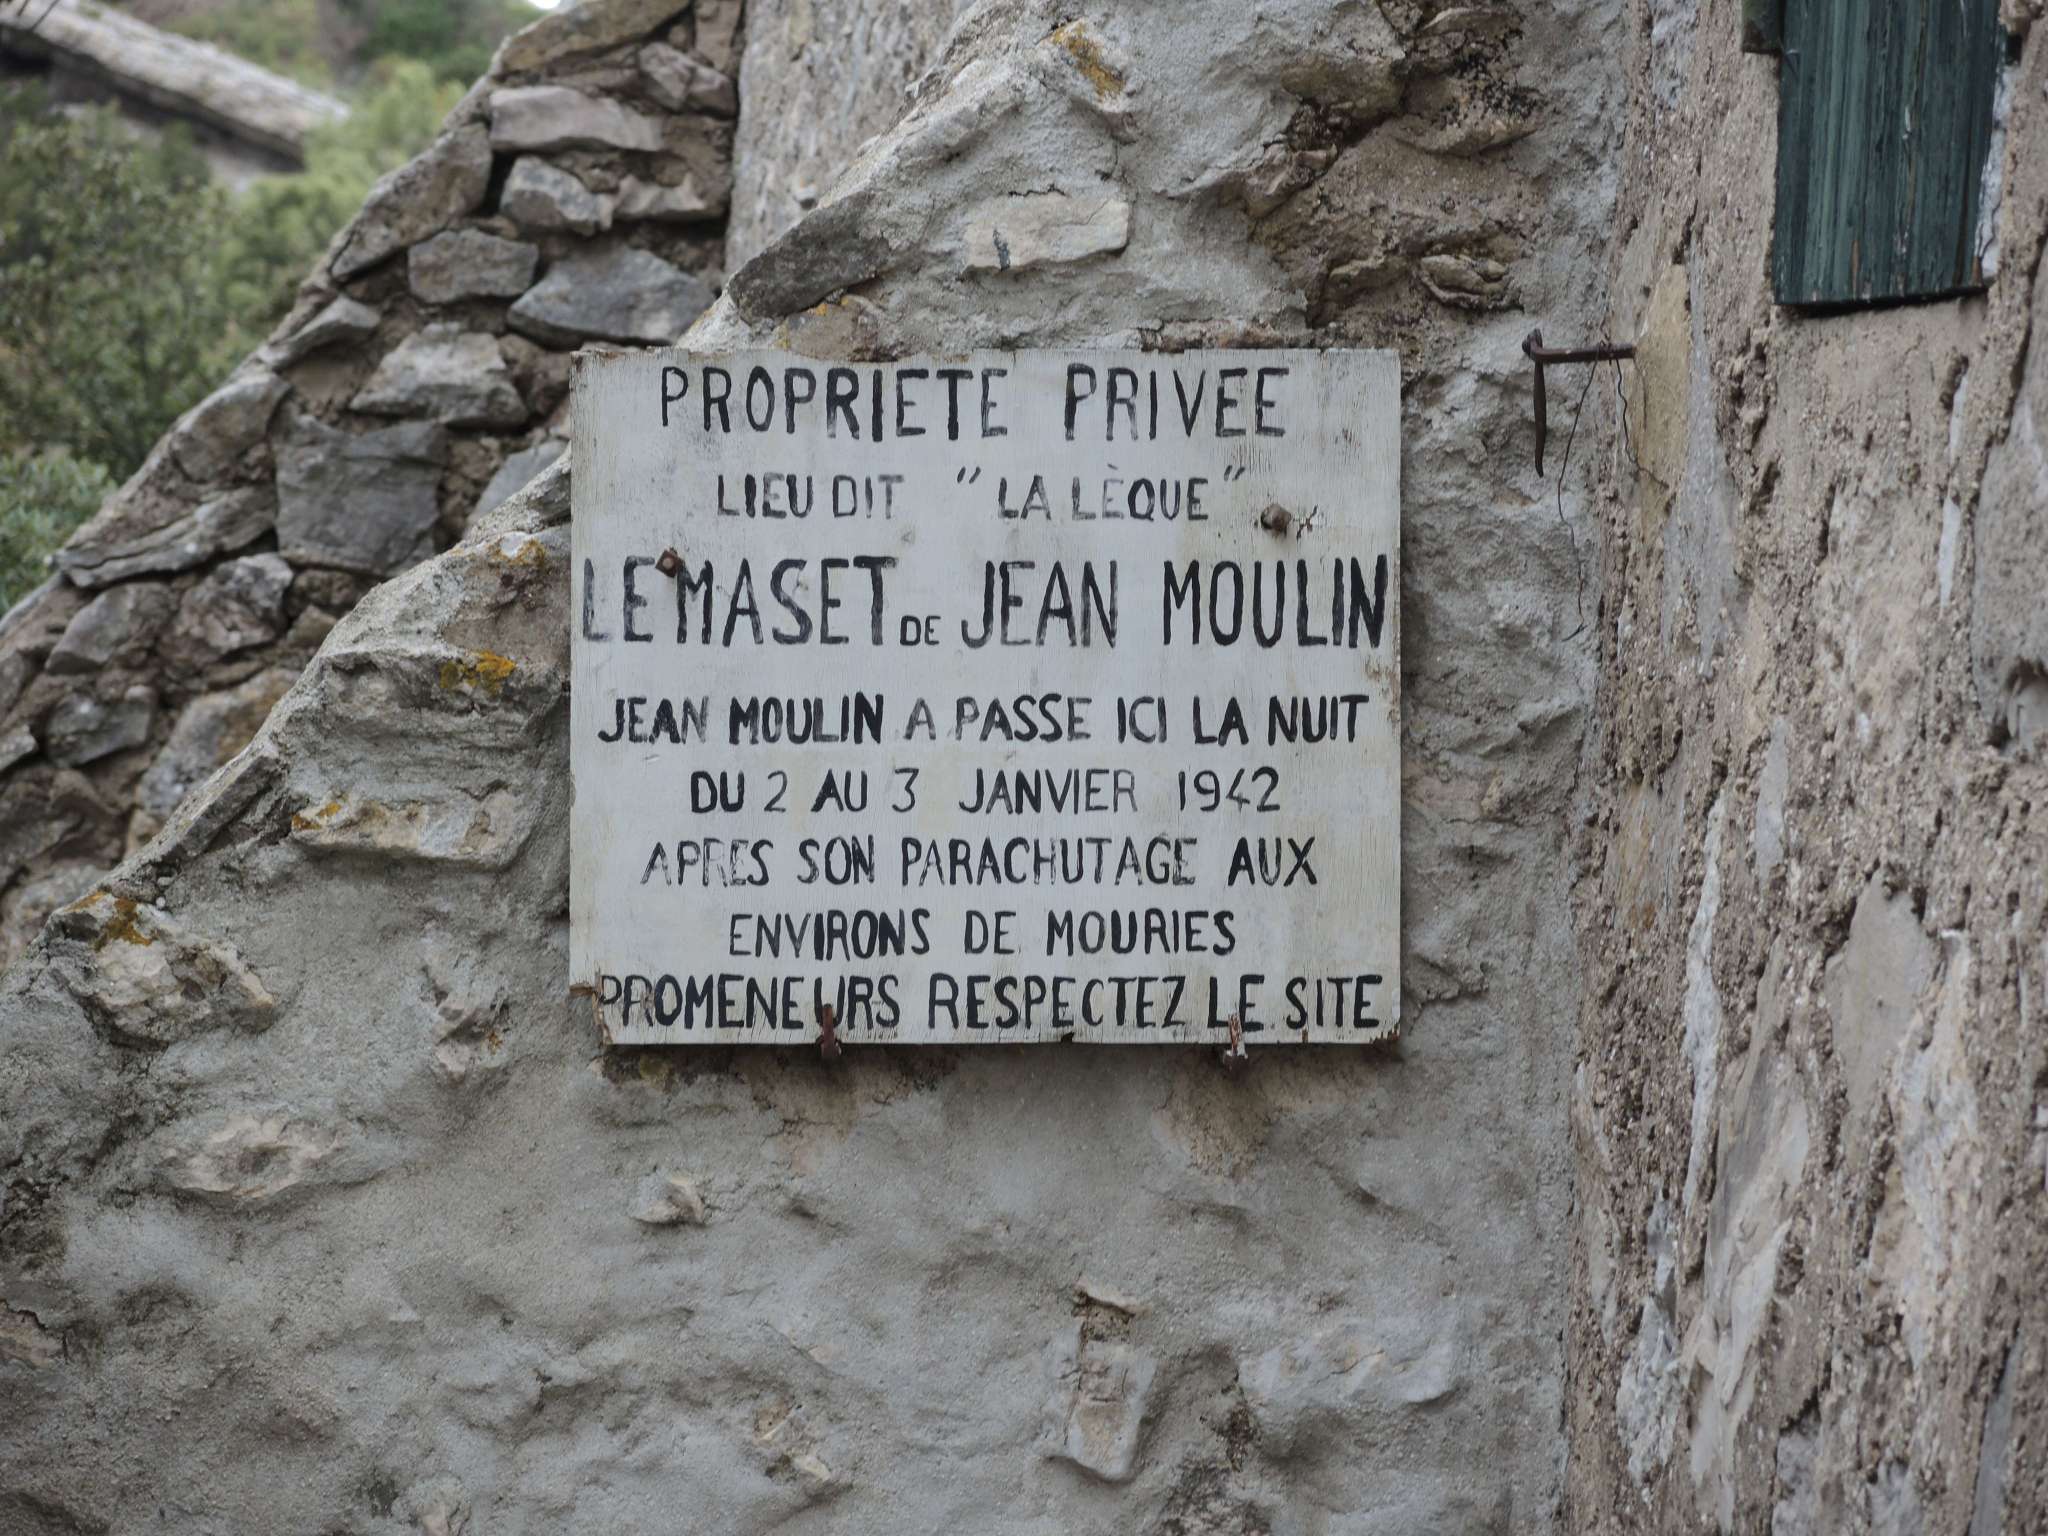 PROPRIETE PRIVEE
LIEU DIT "LA LÈQUE"
LE MASET DE JEAN MOULIN
JEAN MOULIN A PASSE ICI LA NUIT
DU 2 AU 3 JANVIER 1942
APRES SON PARACHUTAGE AUX
ENVIRONS DE MOURIES
PROMENEURS RESPECTEZ LE SITE